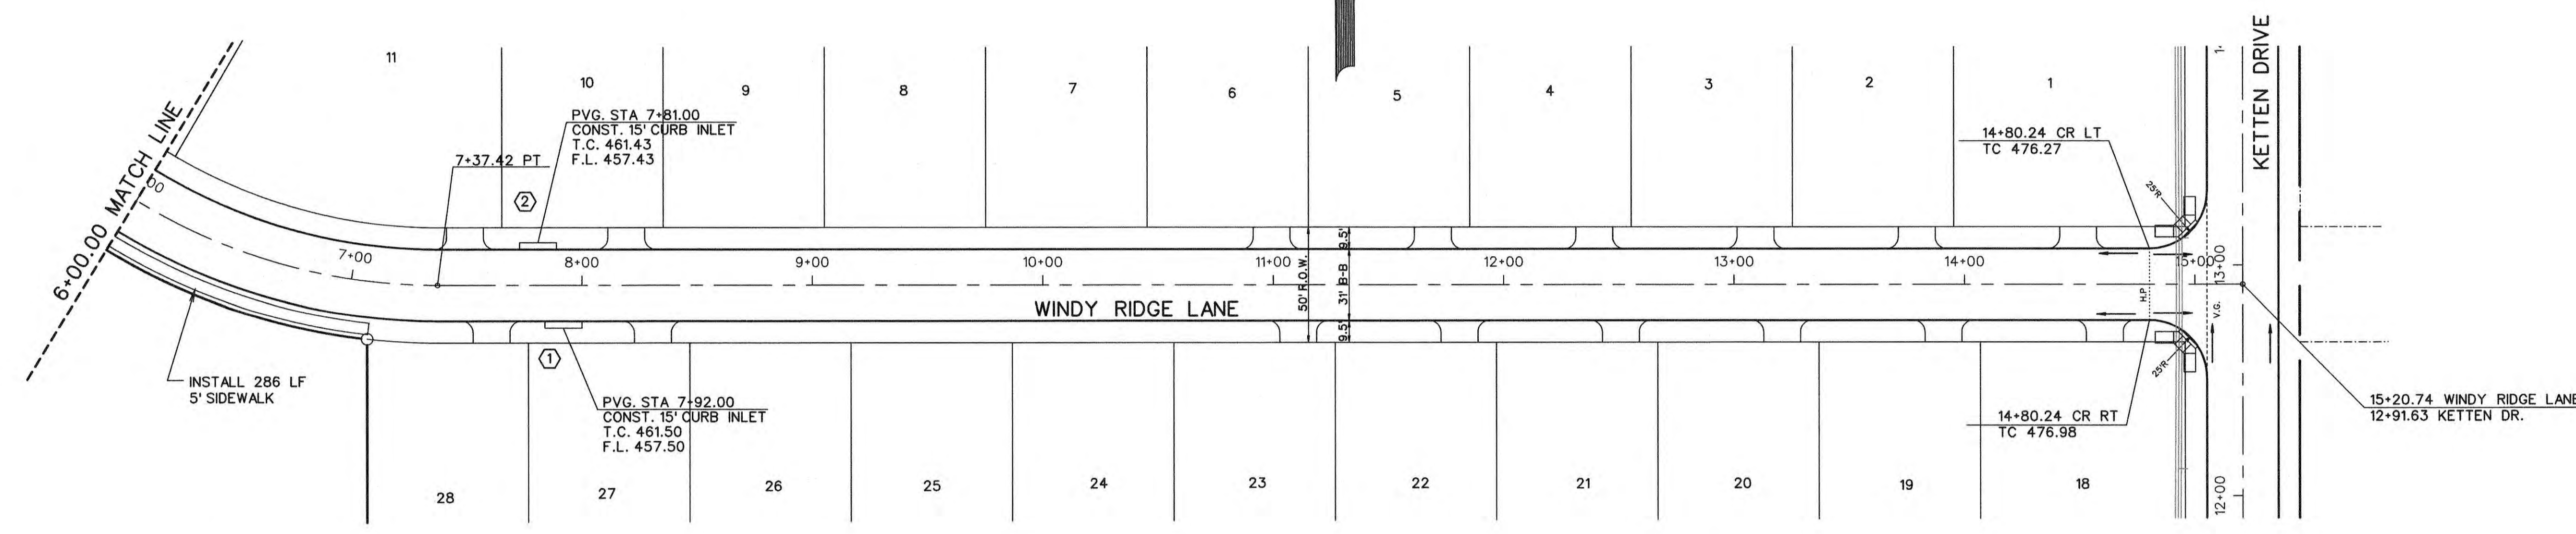 11
10
9
8
7
6
5
4
3
2
1
KETTEN DRIVE
6+00.00 MATCH LINE
00
7+37.42 PT
PVG. STA 7+81.00
CONST. 15' CURB INLET
T.C. 461.43
F.L. 457.43
2
14+80.24 CR LT
TC 476.27
25'R
7+00
8+00
9+00
10+00
11+00
12+00
13+00
14+00
15+00
13+00
9.5'
50' R.O.W.
31' B-B
9.5'
WINDY RIDGE LANE
H.P.
V.G.
25'R
1
INSTALL 286 LF
5' SIDEWALK
PVG. STA 7+92.00
CONST. 15' CURB INLET
T.C. 461.50
F.L. 457.50
14+80.24 CR RT
TC 476.98
15+20.74 WINDY RIDGE LANE
12+91.63 KETTEN DR.
28
27
26
25
24
23
22
21
20
19
18
12+00